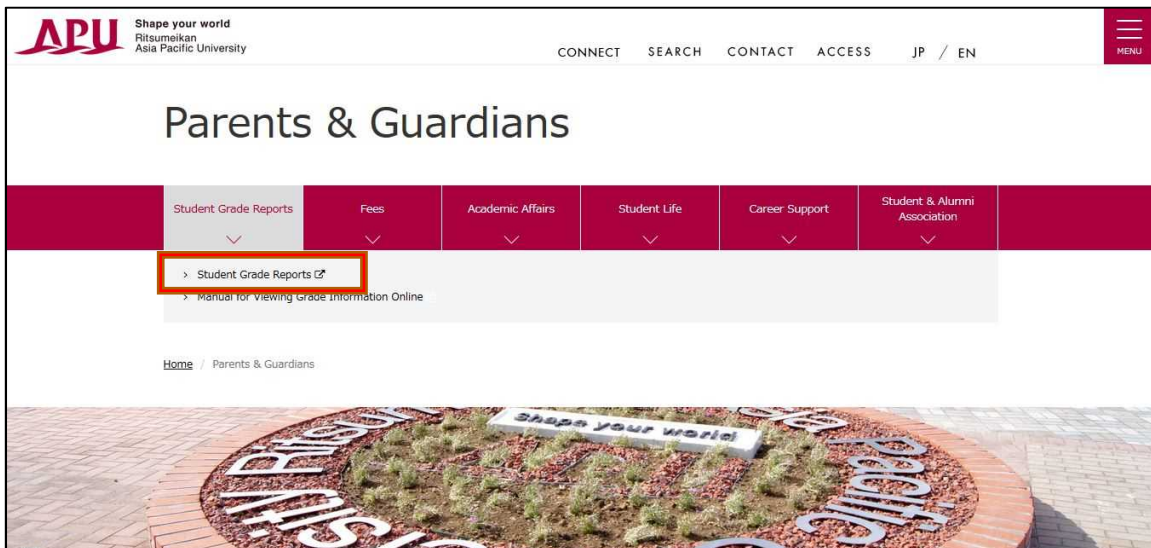 APU
Shape your world
Ritsumeikan
Asia Pacific University
CONNECT SEARCH CONTACT ACCESS JP / EN
MENU
Parents & Guardians
Student Grade Reports
Fees
Academic Affairs
Student Life
Career Support
Student & Alumni
Association
> Student Grade Reports
> Manual for Viewing Grade Information Online
Home / Parents & Guardians
Shape your world
Pacific